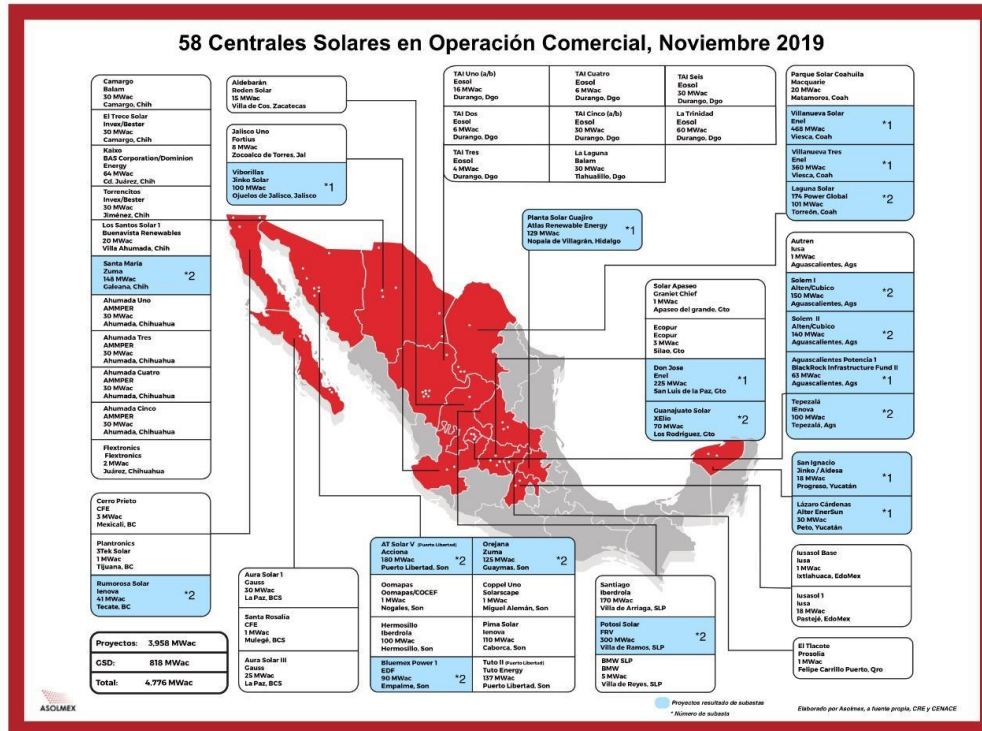 58 Centrales Solares en Operación Comercial, Noviembre 2019
Camargo
Balam
30 MWac
Camargo, Chih
El Treco Solar
Invex/Bester
30 MWac
Camargo, Chih
Kaixo
BAS Corporation/Dominion
Energy
64 MWac
Cd. Juárez, Chih
Torrencitos
Invex/Bester
30 MWac
Jiménez, Chih
Los Santos Solar 1
Buenavista Renewables
20 MWac
Villa Ahumada, Chih
Santa María
Zuma
148 MWac
Galeana, Chih
*2
Ahumada Uno
AMMPER
30 MWac
Ahumada, Chihuahua
Ahumada Tres
AMMPER
30 MWac
Ahumada, Chihuahua
Ahumada Cuatro
AMMPER
30 MWac
Ahumada, Chihuahua
Ahumada Cinco
AMMPER
30 MWac
Ahumada, Chihuahua
Flextronics
Flextronics
2 MWac
Juárez, Chihuahua
Aldebarán
Reden Solar
15 MWac
Villa de Cos, Zacatecas
Jalisco Uno
Fortius
8 MWac
Zocoalco de Torres, Jal
Viborillas
Jinko Solar
100 MWac
Ojuelos de Jalisco, Jalisco
*1
TAI Uno (a/b)
Eosol
16 MWac
Durango, Dgo
TAI Cuatro
Eosol
6 MWac
Durango, Dgo
TAI Seis
Eosol
30 MWac
Durango, Dgo
TAI Dos
Eosol
6 MWac
Durango, Dgo
TAI Cinco (a/b)
Eosol
30 MWac
Durango, Dgo
La Trinidad
Eosol
60 MWac
Durango, Dgo
TAI Tres
Eosol
4 MWac
Durango, Dgo
La Laguna
Balam
30 MWac
Tlahualillo, Dgo
Parque Solar Coahuila
Macquarie
20 MWac
Matamoros, Coah
Villanueva Solar
Enel
468 MWac
Viesca, Coah
*1
Villanueva Tres
Enel
360 MWac
Viesca, Coah
*1
Laguna Solar
174 Power Global
101 MWac
Torreón, Coah
*2
Planta Solar Guajiro
Atlas Renewable Energy
129 MWac
Nopala de Villagrán, Hidalgo
*1
Autren
Iusa
1 MWac
Aguascalientes, Ags
Solem I
Alten/Cubico
150 MWac
Aguascalientes, Ags
*2
Solem II
Alten/Cubico
140 MWac
Aguascalientes, Ags
*2
Aguascalientes Potencia 1
BlackRock Infrastructure Fund II
63 MWac
Aguascalientes, Ags
*1
Tepezalá
IEnova
100 MWac
Tepezalá, Ags
*2
Solar Apaseo
Graniet Chief
1 MWac
Apaseo del grande, Gto
Ecopur
Ecopur
3 MWac
Silao, Gto
Don Jose
Enel
225 MWac
San Luis de la Paz, Gto
*1
Guanajuato Solar
XElio
70 MWac
Los Rodríguez, Gto
*2
San Ignacio
Jinko / Aldesa
18 MWac
Progreso, Yucatán
*1
Lázaro Cárdenas
Alter EnerSun
30 MWac
Peto, Yucatán
*1
Cerro Prieto
CFE
3 MWac
Mexicali, BC
Plantronics
3Tek Solar
1 MWac
Tijuana, BC
Rumorosa Solar
Ienova
41 MWac
Tecate, BC
*2
Aura Solar 1
Gauss
30 MWac
La Paz, BCS
Santa Rosalía
CFE
1 MWac
Mulegé, BCS
Aura Solar III
Gauss
25 MWac
La Paz, BCS
AT Solar V (Puerto Libertad)
Acciona
180 MWac
Puerto Libertad, Son
*2
Orejana
Zuma
125 MWac
Guaymas, Son
*2
Oomapas
Oomapas/COCEF
1 MWac
Nogales, Son
Coppel Uno
Solarscape
1 MWac
Miguel Alemán, Son
Hermosillo
Iberdrola
100 MWac
Hermosillo, Son
Pima Solar
Ienova
110 MWac
Caborca, Son
Bluemex Power 1
EDF
90 MWac
Empalme, Son
*2
Tuto II (Puerto Libertad)
Tuto Energy
137 MWac
Puerto Libertad, Son
Santiago
Iberdrola
170 MWac
Villa de Arriaga, SLP
Potosí Solar
FRV
300 MWac
Villa de Ramos, SLP
*2
BMW SLP
BMW
5 MWac
Villa de Reyes, SLP
Iusasol Base
Iusa
1 MWac
Ixtlahuaca, EdoMex
Iusasol 1
Iusa
18 MWac
Pastejé, EdoMex
El Tlacote
Prosolia
1 MWac
Felipe Carrillo Puerto, Qro
Proyectos: 3,958 MWac
GSD: 818 MWac
Total: 4.776 MWac
ASOLMEX
Proyectos resultado de subastas
* Número de subasta
Elaborado por Asolmex, a fuente propia, CRE y CENACE